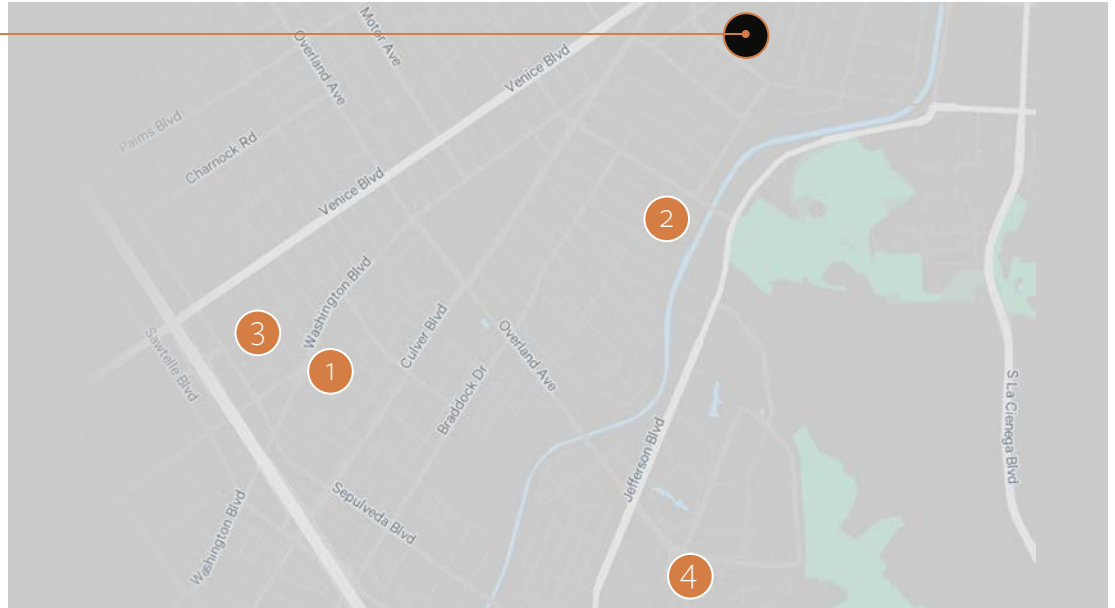 Motor Ave
Overland Ave
Venice Blvd
Palms Blvd
Charnock Rd
Venice Blvd
2
Washington Blvd
3
1
Culver Blvd
Overland Ave
Sawtelle Blvd
Braddock Dr
S La Cienega Blvd
Jefferson Blvd
Sepulveda Blvd
Washington Blvd
4